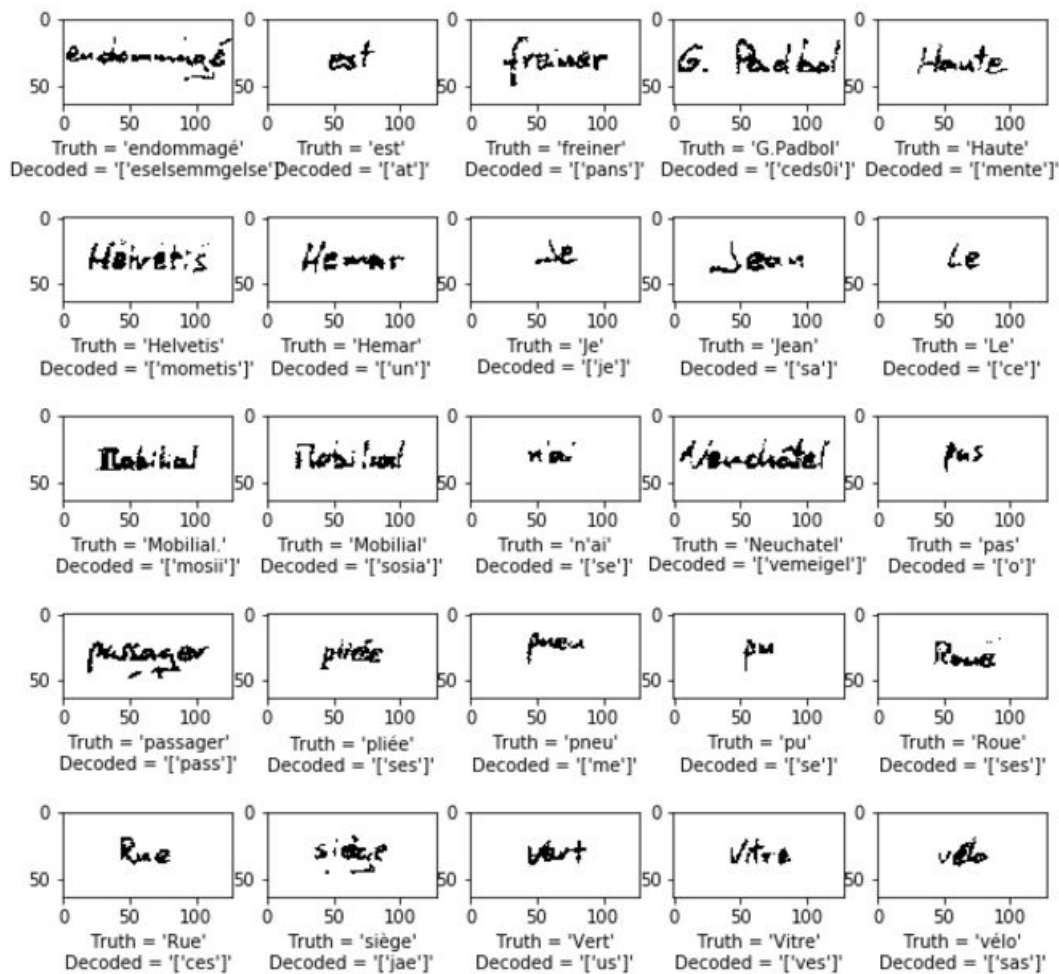 0 0 0 0 0
endommagé est freiner G. Padbol Haute
50 50 50 50 50
0 50 100 0 50 100 0 50 100 0 50 100 0 50 100
Truth = 'endommagé' Truth = 'est' Truth = 'freiner' Truth = 'G.Padbol' Truth = 'Haute'
Decoded = '['eselsemmgelse']' Decoded = '['at']' Decoded = '['pans']' Decoded = '['ceds0i']' Decoded = '['mente']'
0 0 0 0 0
Helvetis Hemar Je Jean Le
50 50 50 50 50
0 50 100 0 50 100 0 50 100 0 50 100 0 50 100
Truth = 'Helvetis' Truth = 'Hemar' Truth = 'Je' Truth = 'Jean' Truth = 'Le'
Decoded = '['mometis']' Decoded = '['un']' Decoded = '['je']' Decoded = '['sa']' Decoded = '['ce']'
0 0 0 0 0
Mobilial Mobilial n'ai Neuchâtel pas
50 50 50 50 50
0 50 100 0 50 100 0 50 100 0 50 100 0 50 100
Truth = 'Mobilial.' Truth = 'Mobilial' Truth = 'n'ai' Truth = 'Neuchatel' Truth = 'pas'
Decoded = '['mosii']' Decoded = '['sosia']' Decoded = '['se']' Decoded = '['vemeigel']' Decoded = '['o']'
0 0 0 0 0
passager pliée pneu pu Roue
50 50 50 50 50
0 50 100 0 50 100 0 50 100 0 50 100 0 50 100
Truth = 'passager' Truth = 'pliée' Truth = 'pneu' Truth = 'pu' Truth = 'Roue'
Decoded = '['pass']' Decoded = '['ses']' Decoded = '['me']' Decoded = '['se']' Decoded = '['ses']'
0 0 0 0 0
Rue siège Vert Vitre vélo
50 50 50 50 50
0 50 100 0 50 100 0 50 100 0 50 100 0 50 100
Truth = 'Rue' Truth = 'siège' Truth = 'Vert' Truth = 'Vitre' Truth = 'vélo'
Decoded = '['ces']' Decoded = '['jae']' Decoded = '['us']' Decoded = '['ves']' Decoded = '['sas']'